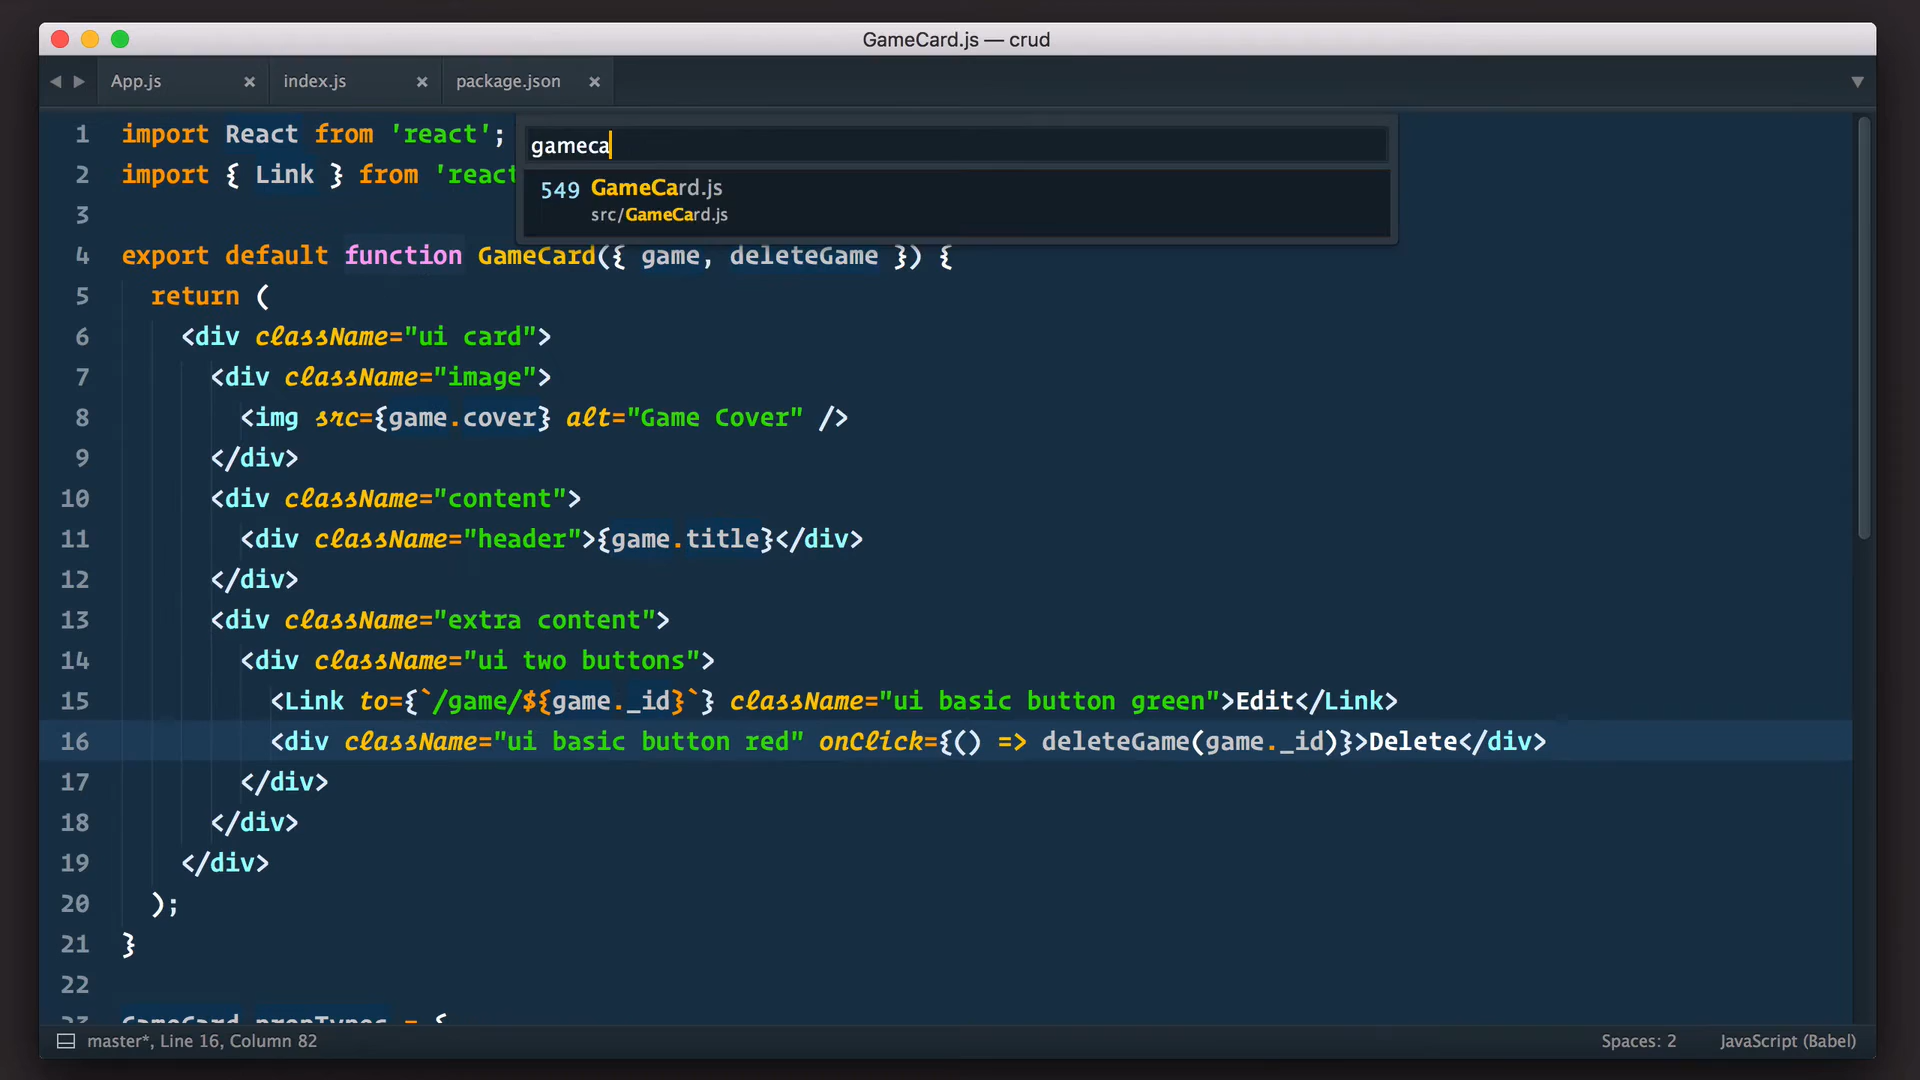 GameCard.js — crud
App.js × index.js × package.json ×
gameca
549 GameCard.js
src/GameCard.js
1 import React from 'react';
2 import { Link } from 'react
3
4 export default function GameCard({ game, deleteGame }) {
5 return (
6 <div className="ui card">
7 <div className="image">
8 <img src={game.cover} alt="Game Cover" />
9 </div>
10 <div className="content">
11 <div className="header">{game.title}</div>
12 </div>
13 <div className="extra content">
14 <div className="ui two buttons">
15 <Link to={`/game/${game._id}`} className="ui basic button green">Edit</Link>
16 <div className="ui basic button red" onClick={() => deleteGame(game._id)}>Delete</div>
17 </div>
18 </div>
19 </div>
20 );
21 }
22
23 GameCard.propTypes = {
master*, Line 16, Column 82 Spaces: 2 JavaScript (Babel)